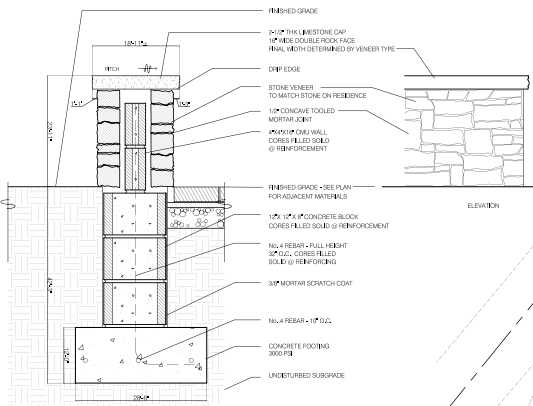 FINISHED GRADE
2-1/2" THK LIMESTONE CAP
16" WIDE DOUBLE ROCK FACE
FINAL WIDTH DETERMINED BY VENEER TYPE
DRIP EDGE
STONE VENEER
TO MATCH STONE ON RESIDENCE
1/2" CONCAVE TOOLED
MORTAR JOINT
CORES FILLED SOILD
@ REINFORCEMENT
FINISHED GRADE - SEE PLAN
FOR ADJACENT MATERIALS
12" X 12" X 8" CONCRETE BLOCK
CORES FILLED SOLID @ REINFORCEMENT
No. 4 REBAR - FULL HEIGHT
32" O.C. CORES FILLED
SOLID @ REINFORCING
3/8" MORTAR SCRATCH COAT
No. 4 REBAR - 10" O.C.
CONCRETE FOOTING
3000 PSI
UNDISTURBED SUBGRADE
PITCH
ELEVATION